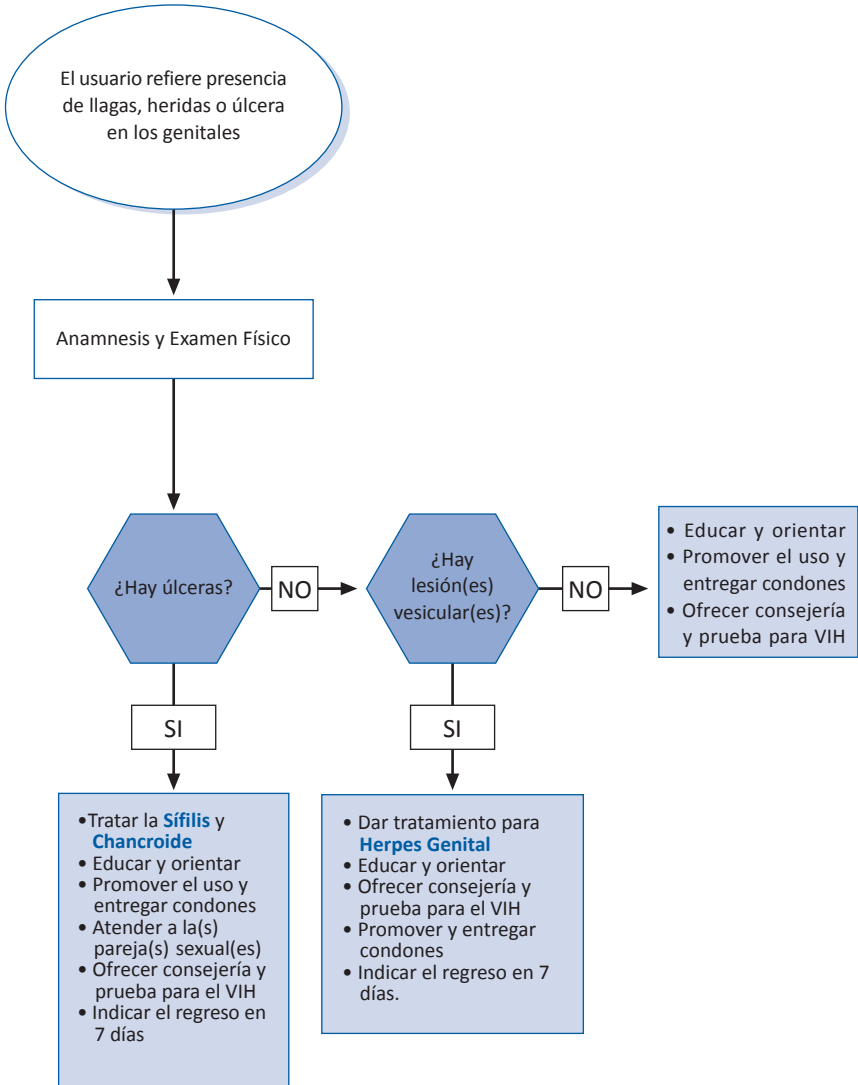 El usuario refiere presencia
de llagas, heridas o úlcera
en los genitales
Anamnesis y Examen Físico
¿Hay úlceras?
NO
¿Hay
lesión(es)
vesicular(es)?
NO
• Educar y orientar
• Promover el uso y
entregar condones
• Ofrecer consejería
y prueba para VIH
SI
SI
•Tratar la Sífilis y
Chancroide
• Educar y orientar
• Promover el uso y
entregar condones
• Atender a la(s)
pareja(s) sexual(es)
• Ofrecer consejería y
prueba para el VIH
• Indicar el regreso en
7 días
• Dar tratamiento para
Herpes Genital
• Educar y orientar
• Ofrecer consejería y
prueba para el VIH
• Promover y entregar
condones
• Indicar el regreso en 7
días.